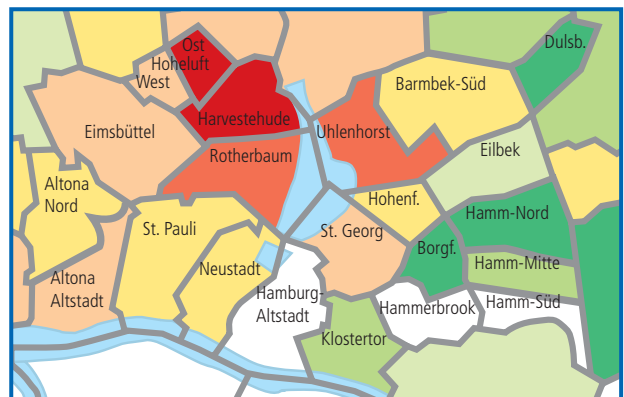 Ost
Hoheluft
West
Dulsb.
Barmbek-Süd
Harvestehude
Uhlenhorst
Eimsbüttel
Rotherbaum
Eilbek
Altona
Nord
Hohenf.
Hamm-Nord
St. Pauli
St. Georg
Borgf.
Neustadt
Hamm-Mitte
Altona
Altstadt
Hamburg-
Altstadt
Hammerbrook
Hamm-Süd
Klostertor